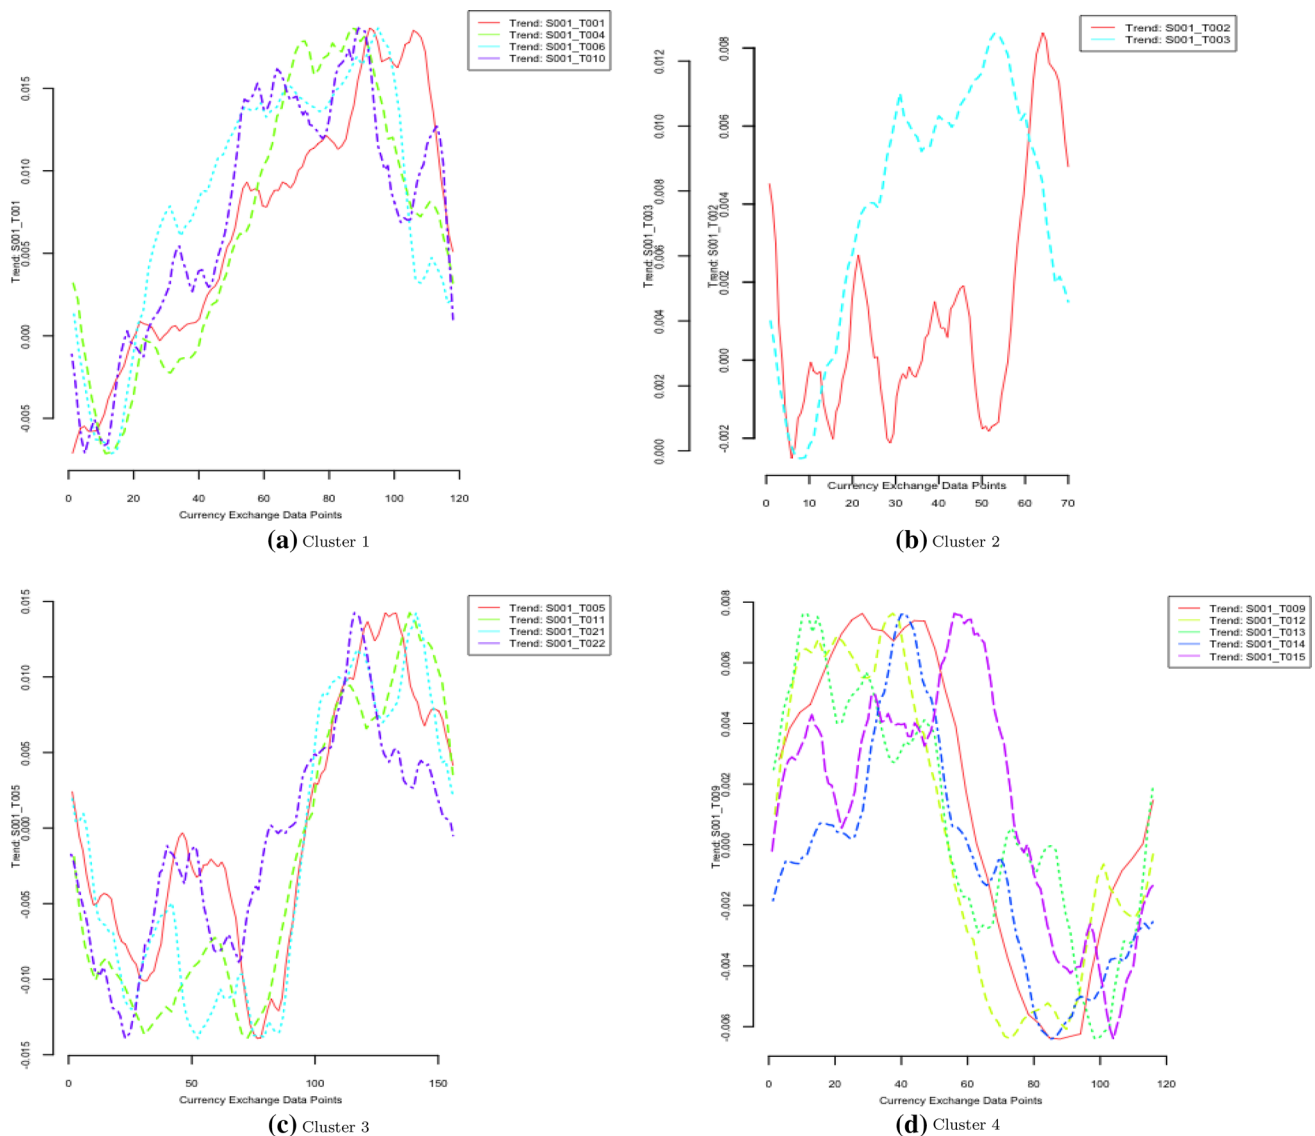 Trend: S001_T001
Trend: S001_T004
Trend: S001_T006
Trend: S001_T010
Trend: S001_T001
0.015
0.010
0.005
0.000
-0.005
0 20 40 60 80 100 120
Currency Exchange Data Points
(a) Cluster 1
Trend: S001_T002
Trend: S001_T003
Trend: S001_T003
0.012
0.010
0.008
0.006
0.004
0.002
0.000
Trend: S001_T002
0.008
0.006
0.004
0.002
0.000
-0.002
Currency Exchange Data Points
0 10 20 30 40 50 60 70
(b) Cluster 2
Trend: S001_T005
Trend: S001_T011
Trend: S001_T021
Trend: S001_T022
Trend: S001_T005
0.015
0.010
0.005
0.000
-0.005
-0.010
-0.015
0 50 100 150
Currency Exchange Data Points
(c) Cluster 3
Trend: S001_T009
Trend: S001_T012
Trend: S001_T013
Trend: S001_T014
Trend: S001_T015
Trend: S001_T009
0.008
0.006
0.004
0.002
0.000
-0.002
-0.004
-0.006
0 20 40 60 80 100 120
Currency Exchange Data Points
(d) Cluster 4